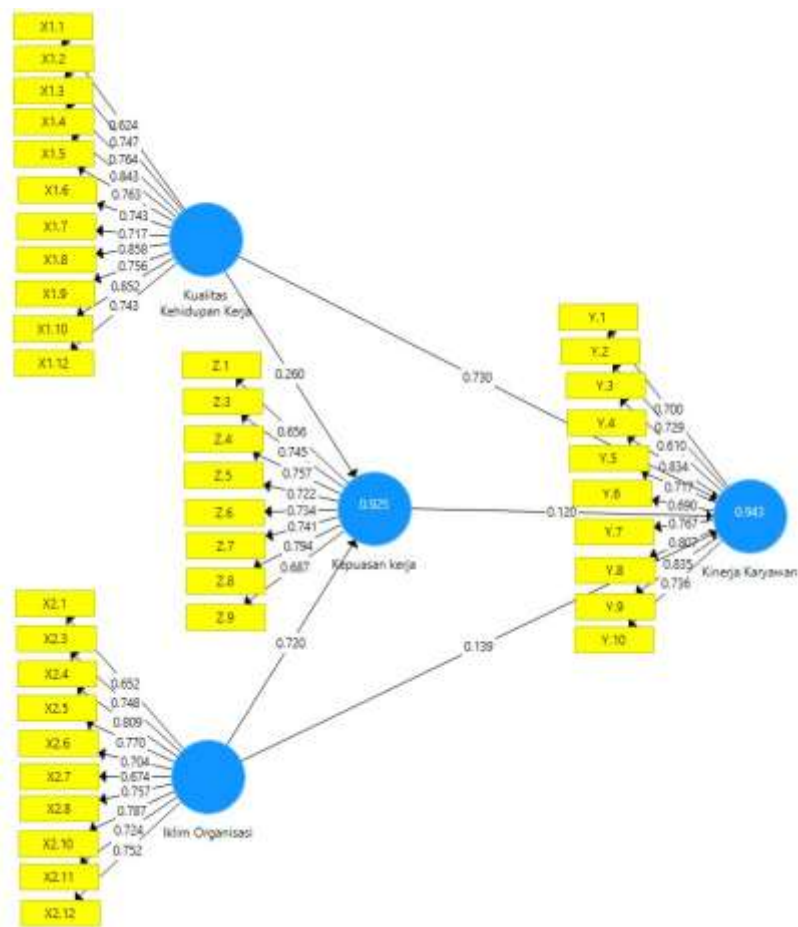 X1.1
X1.2
X1.3
X1.4
X1.5
X1.6
X1.7
X1.8
X1.9
X1.10
X1.12
0.624
0.747
0.764
0.843
0.763
0.743
0.717
0.858
0.756
0.852
0.743
Kualitas
Kehidupan Kerja
0.260
0.730
Z.1
Z.3
Z.4
Z.5
Z.6
Z.7
Z.8
Z.9
0.656
0.745
0.757
0.722
0.734
0.741
0.794
0.687
0.925
Kepuasan kerja
0.120
Y.1
Y.2
Y.3
Y.4
Y.5
Y.6
Y.7
Y.8
Y.9
Y.10
0.700
0.729
0.610
0.834
0.717
0.690
0.767
0.807
0.835
0.736
0.943
Kinerja Karyawan
0.720
0.139
X2.1
X2.3
X2.4
X2.5
X2.6
X2.7
X2.8
X2.10
X2.11
X2.12
0.652
0.748
0.809
0.770
0.704
0.674
0.757
0.787
0.724
0.752
Iklim Organisasi